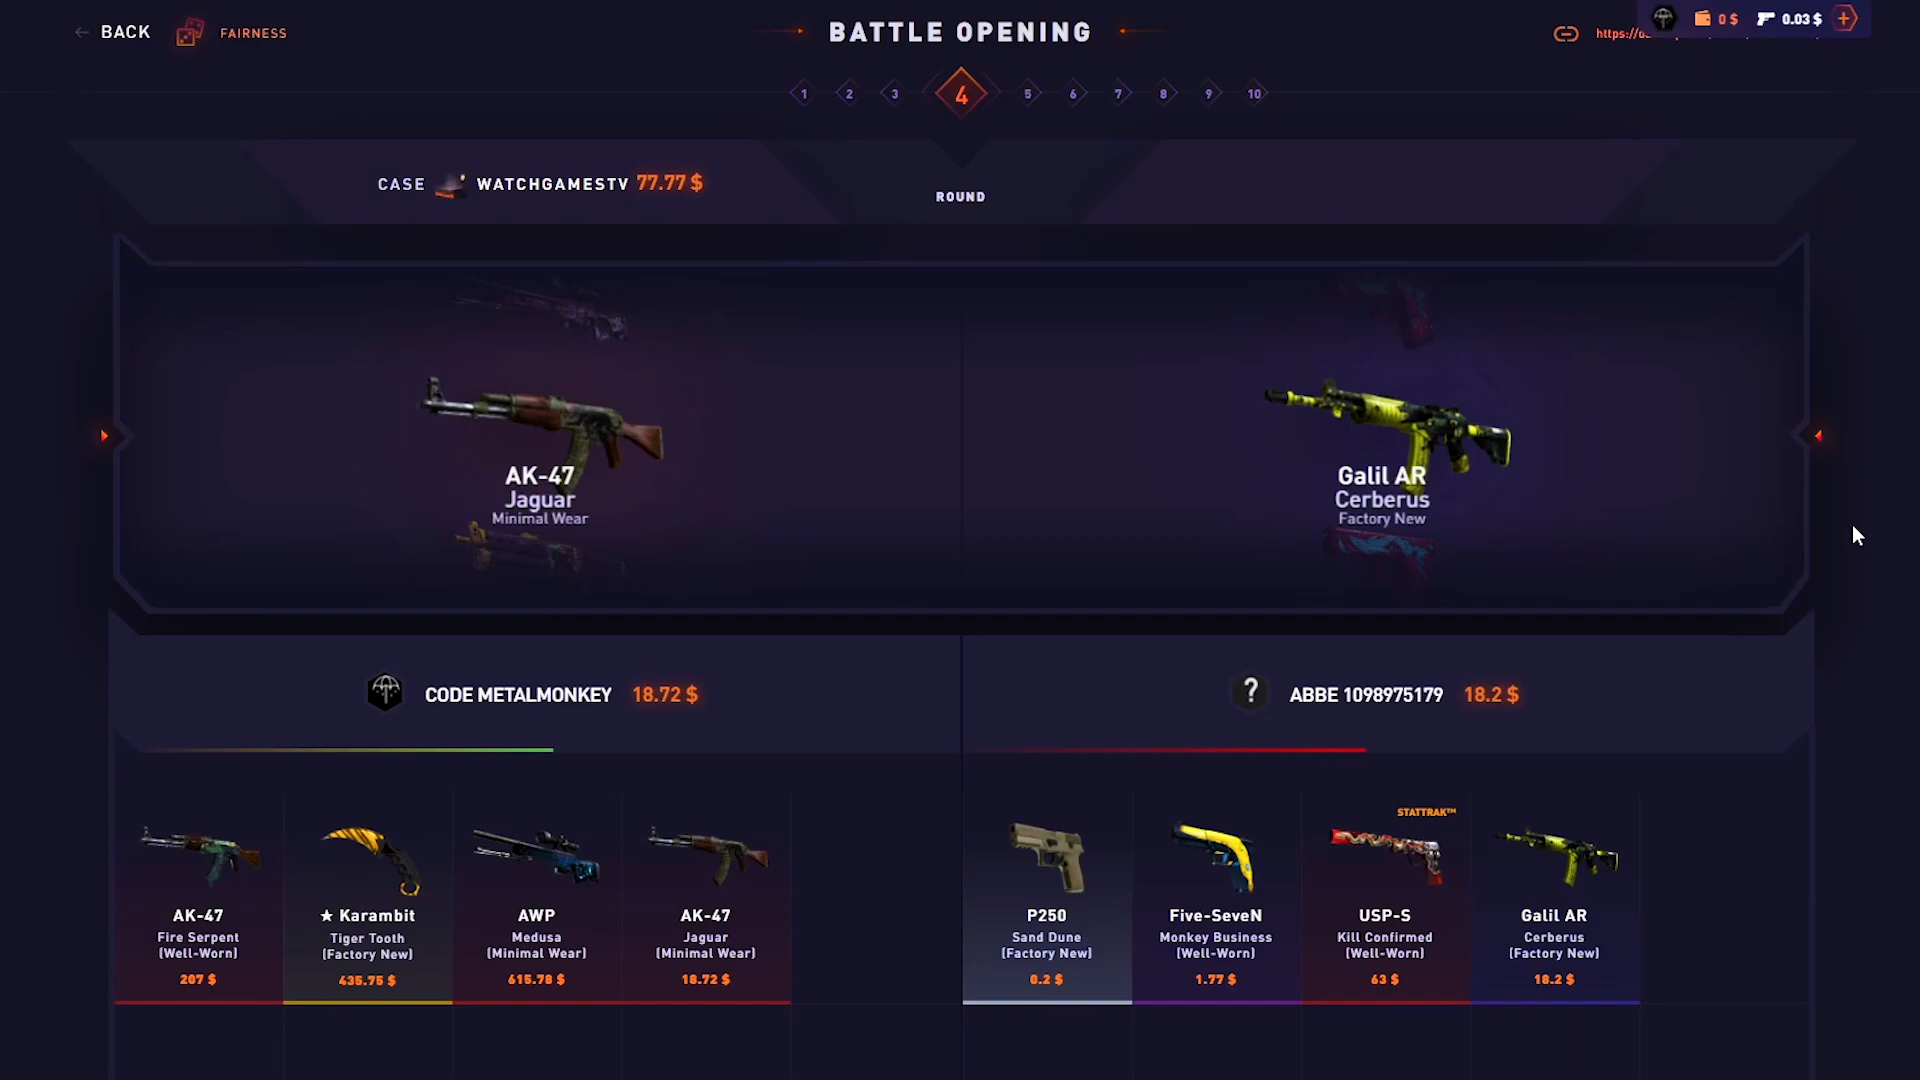 BACK
FAIRNESS
BATTLE OPENING
0 $
0.03 $
1
2
3
4
5
6
7
8
9
10
CASE WATCHGAMESTV 77.77 $
ROUND
AK-47
Jaguar
Minimal Wear
Galil AR
Cerberus
Factory New
CODE METALMONKEY 18.72 $
? ABBE 1098975179 18.2 $
AK-47
Fire Serpent
(Well-Worn)
207 $
★ Karambit
Tiger Tooth
(Factory New)
435.75 $
AWP
Medusa
(Minimal Wear)
615.78 $
AK-47
Jaguar
(Minimal Wear)
18.72 $
P250
Sand Dune
(Factory New)
0.2 $
Five-SeveN
Monkey Business
(Well-Worn)
1.77 $
STATTRAK™
USP-S
Kill Confirmed
(Well-Worn)
63 $
Galil AR
Cerberus
(Factory New)
18.2 $